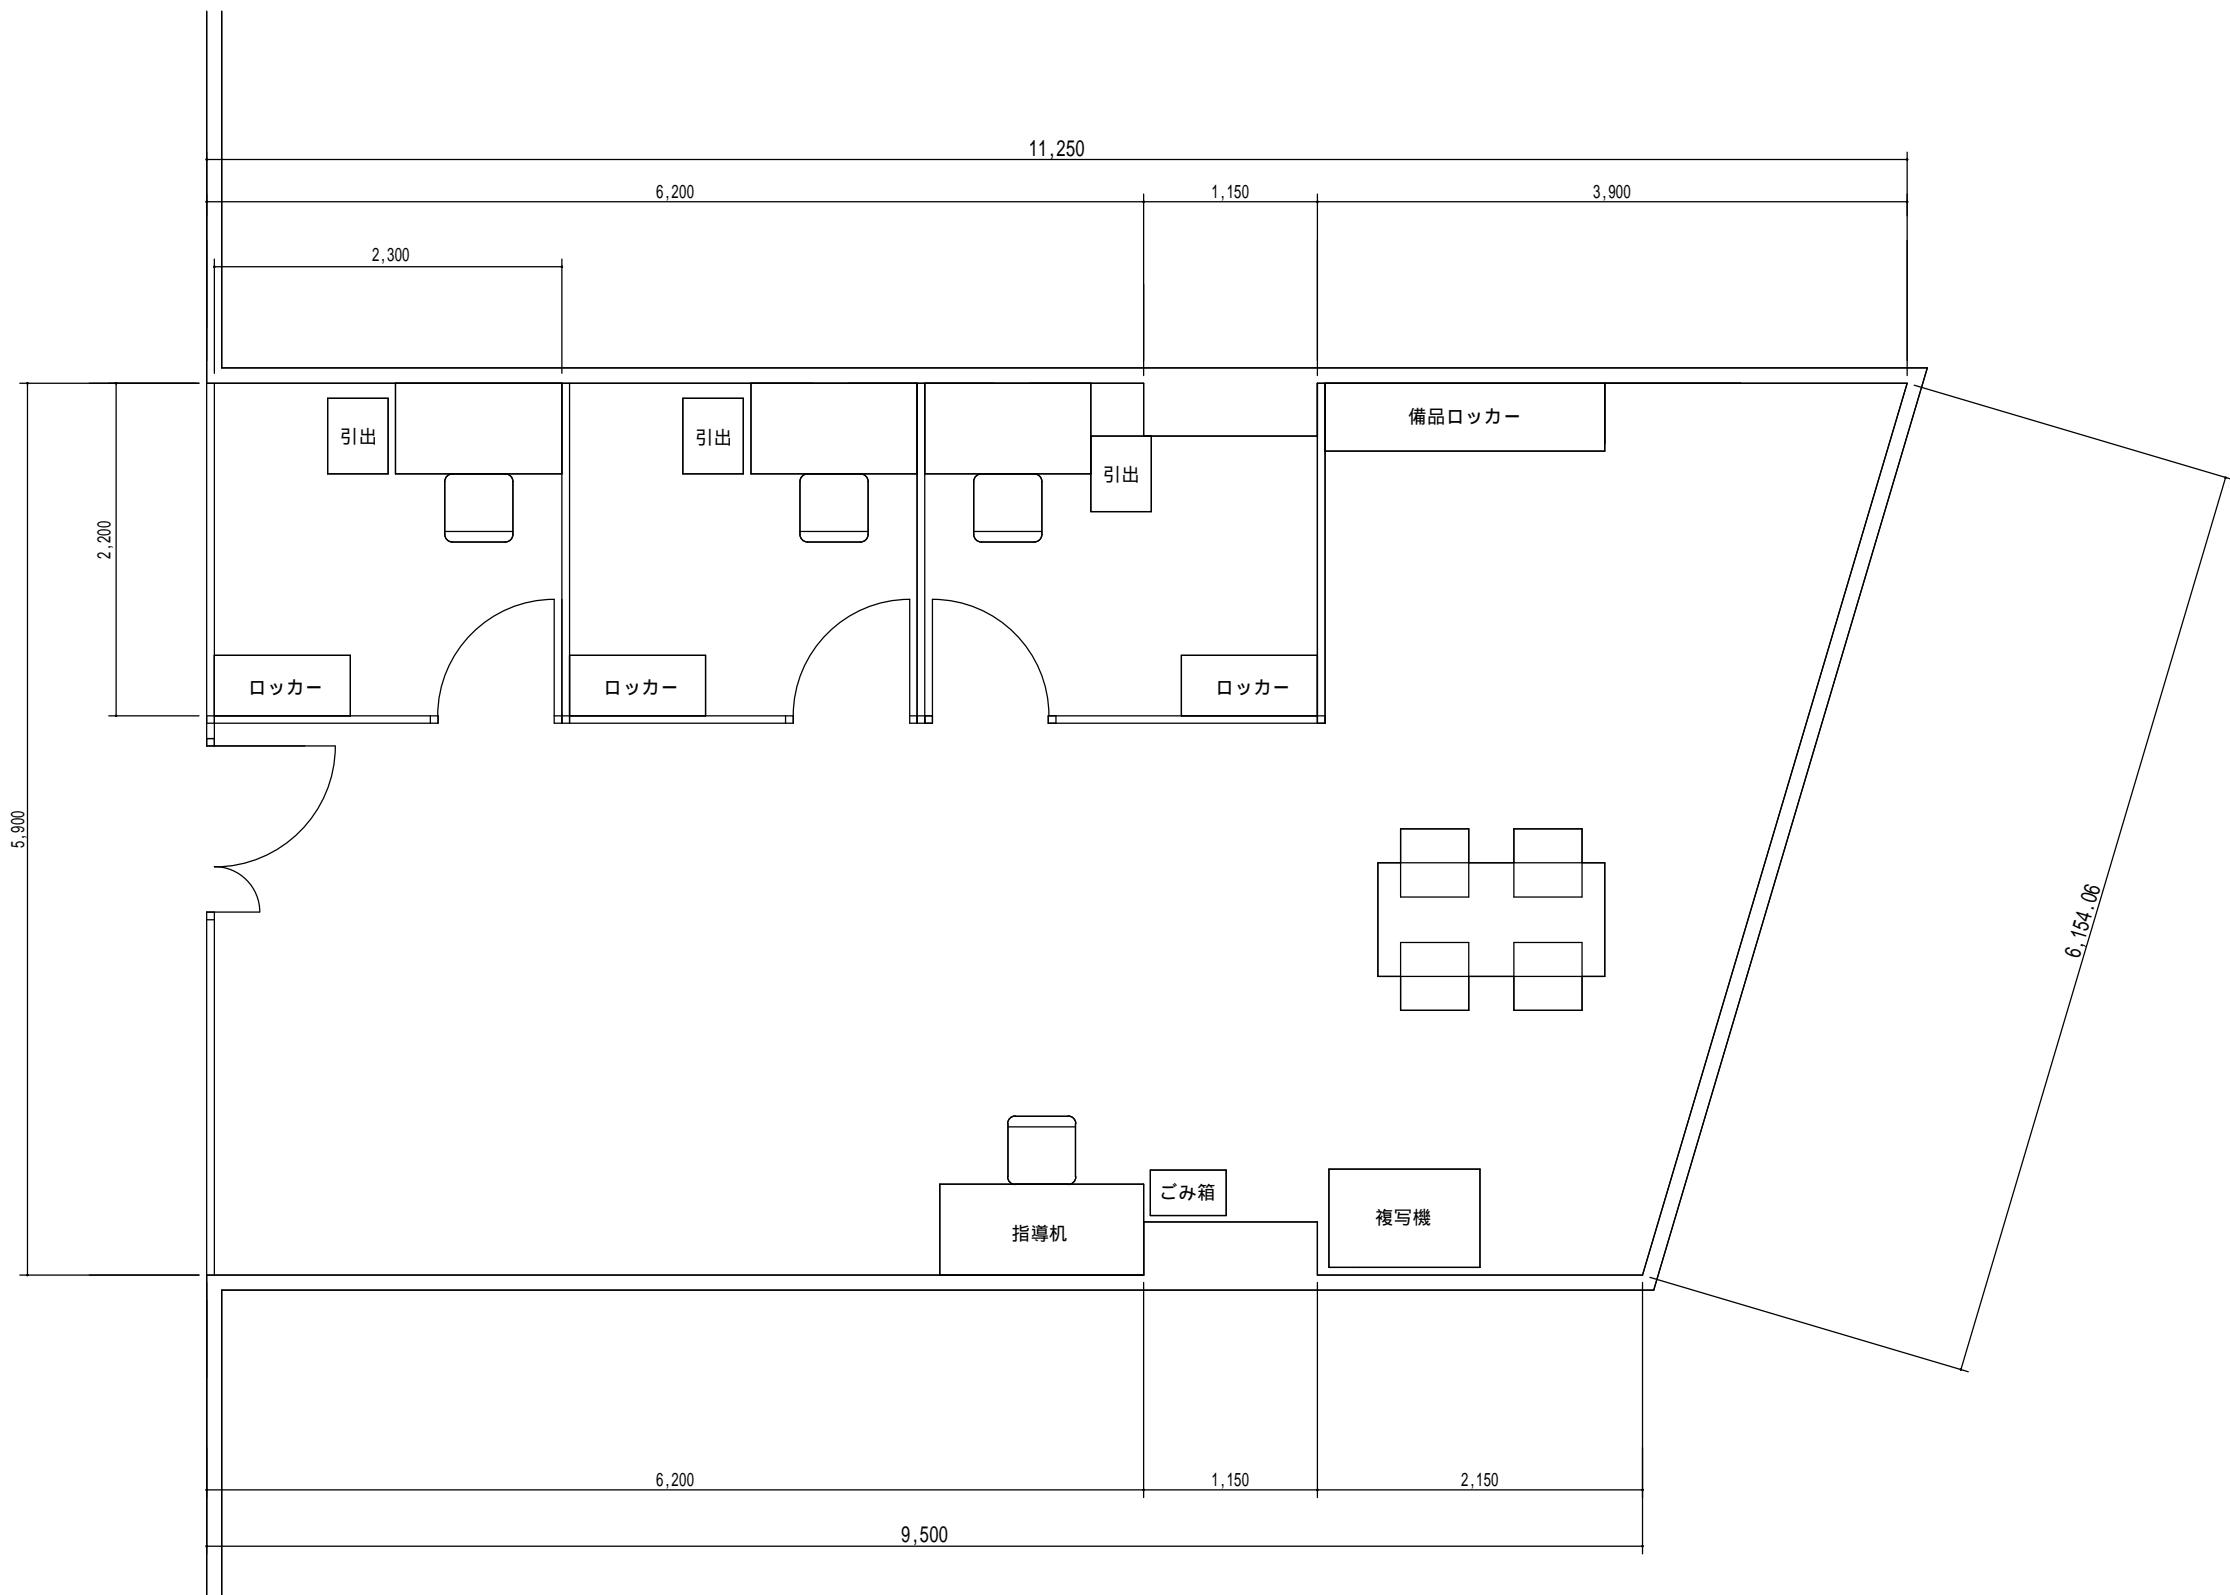 11,250
6,200
1,150
3,900
2,300
引出
引出
備品ロッカー
引出
2,200
ロッカー
ロッカー
ロッカー
5,900
6,154.06
ごみ箱
指導机
複写機
6,200
1,150
2,150
9,500